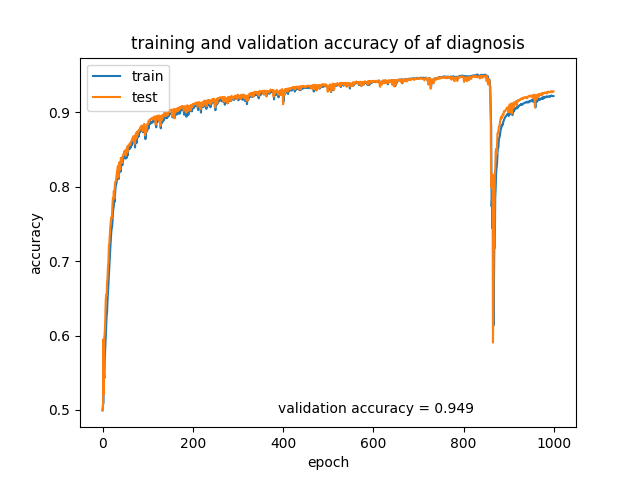 training and validation accuracy of af diagnosis
train
test
0.9
0.8
0.7
0.6
0.5
accuracy
validation accuracy = 0.949
0 200 400 600 800 1000
epoch